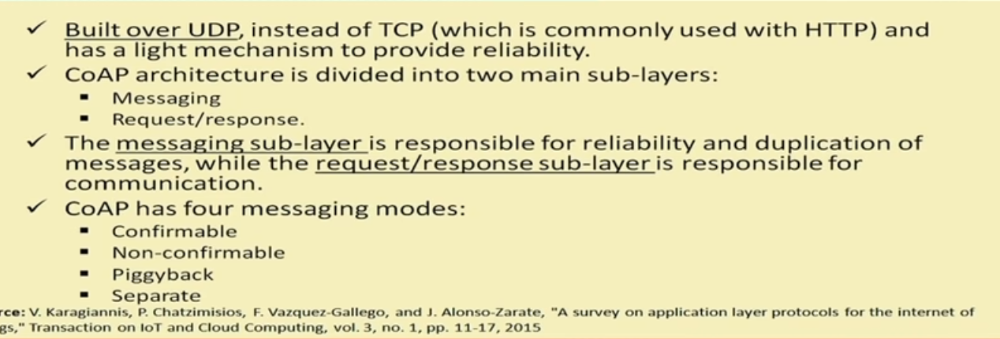 ✓ Built over UDP, instead of TCP (which is commonly used with HTTP) and
has a light mechanism to provide reliability.
✓ CoAP architecture is divided into two main sub-layers:
▪ Messaging
▪ Request/response.
✓ The messaging sub-layer is responsible for reliability and duplication of
messages, while the request/response sub-layer is responsible for
communication.
✓ CoAP has four messaging modes:
▪ Confirmable
▪ Non-confirmable
▪ Piggyback
▪ Separate
rce: V. Karagiannis, P. Chatzimisios, F. Vazquez-Gallego, and J. Alonso-Zarate, "A survey on application layer protocols for the internet of
gs," Transaction on IoT and Cloud Computing, vol. 3, no. 1, pp. 11-17, 2015